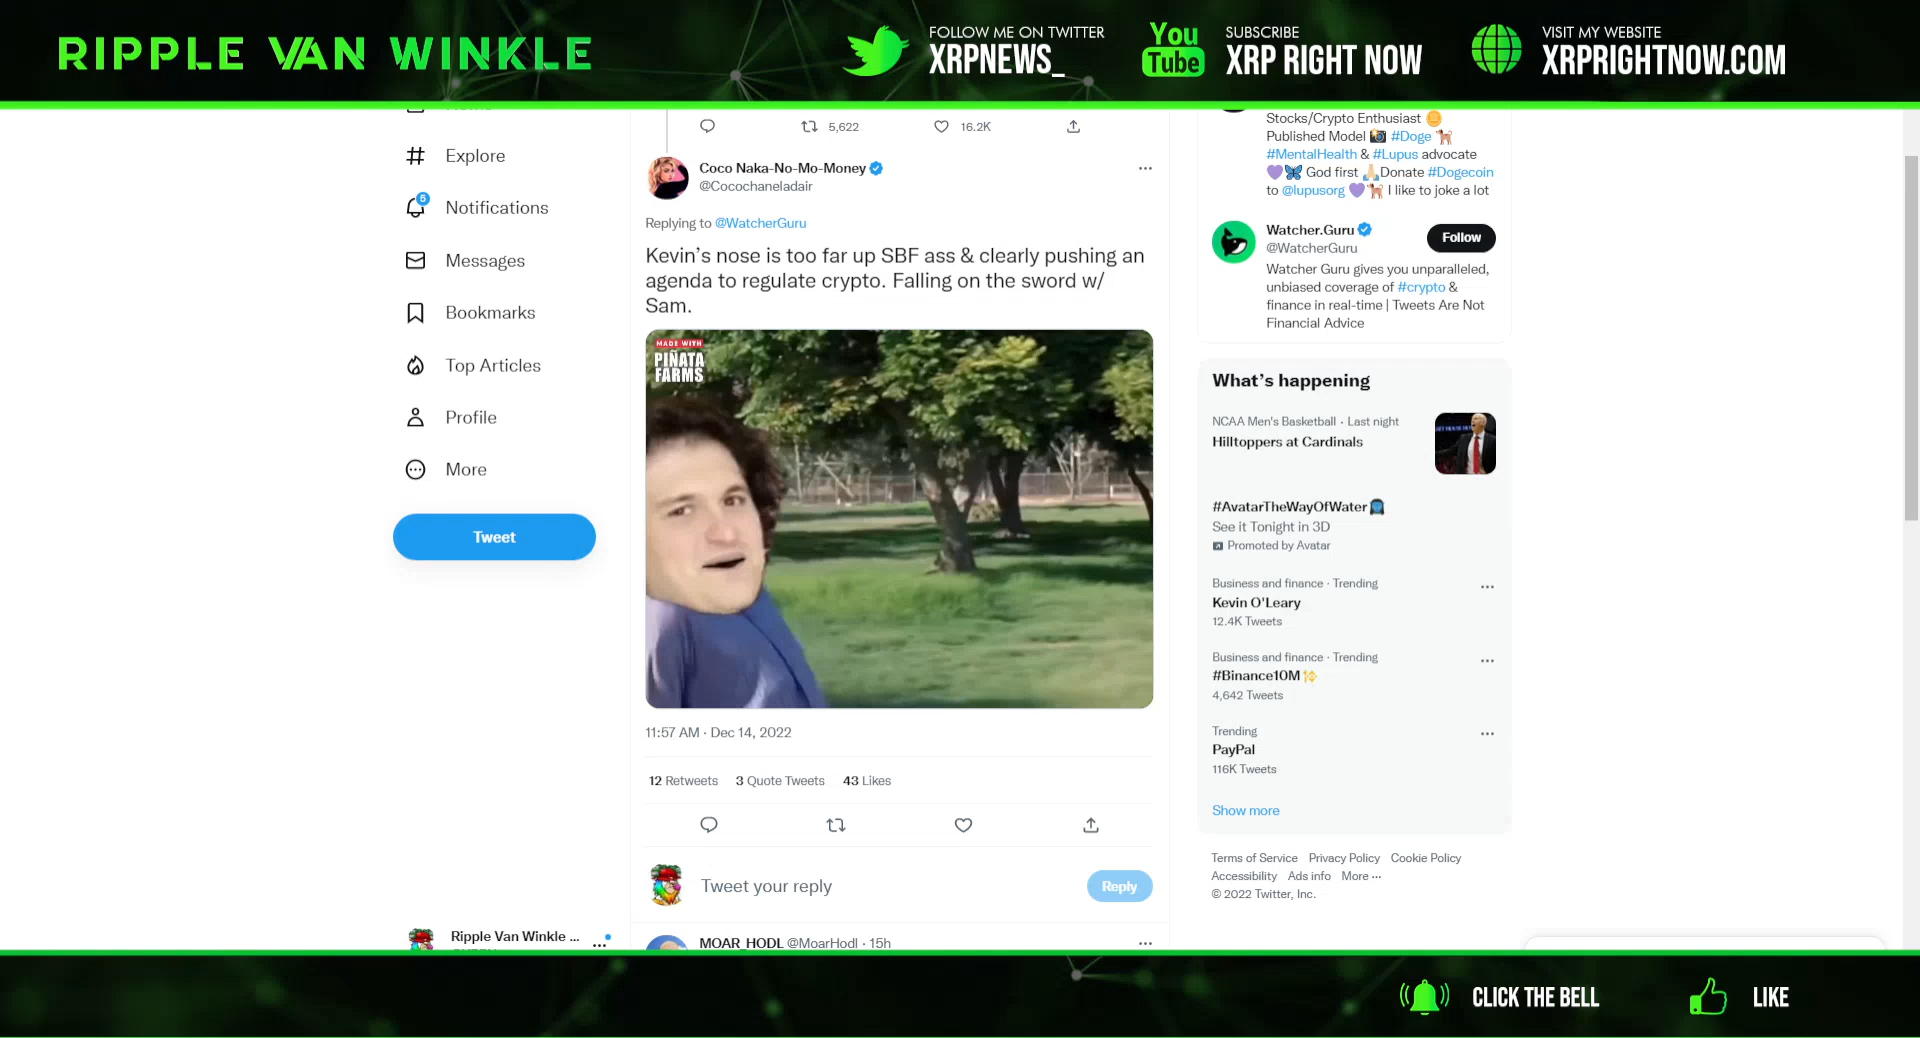 RIPPLE VAN WINKLE
FOLLOW ME ON TWITTER
XRPNEWS_
You
Tube
SUBSCRIBE
XRP RIGHT NOW
VISIT MY WEBSITE
XRPRIGHTNOW.COM
Explore
5
Notifications
Messages
Bookmarks
Top Articles
Profile
More
Tweet
Ripple Van Winkle ...
5,622
16.2K
Coco Naka-No-Mo-Money
@Cocochaneladair
Replying to @WatcherGuru
Kevin’s nose is too far up SBF ass & clearly pushing an
agenda to regulate crypto. Falling on the sword w/
Sam.
MADE WITH
PIÑATA
FARMS
11:57 AM · Dec 14, 2022
12 Retweets 3 Quote Tweets 43 Likes
Tweet your reply
Reply
MOAR_HODL @MoarHodl · 15h
Stocks/Crypto Enthusiast 🪙
Published Model 📸 #Doge 🐕
#MentalHealth & #Lupus advocate
💜🦋 God first 🙏Donate #Dogecoin
to @lupusorg 💜🐕 I like to joke a lot
Watcher.Guru
@WatcherGuru
Follow
Watcher Guru gives you unparalleled,
unbiased coverage of #crypto &
finance in real-time | Tweets Are Not
Financial Advice
What’s happening
NCAA Men's Basketball · Last night
Hilltoppers at Cardinals
#AvatarTheWayOfWater
See it Tonight in 3D
Promoted by Avatar
Business and finance · Trending
Kevin O'Leary
12.4K Tweets
Business and finance · Trending
#Binance10M
4,642 Tweets
Trending
PayPal
116K Tweets
Show more
Terms of Service Privacy Policy Cookie Policy
Accessibility Ads info More ···
© 2022 Twitter, Inc.
CLICK THE BELL
LIKE